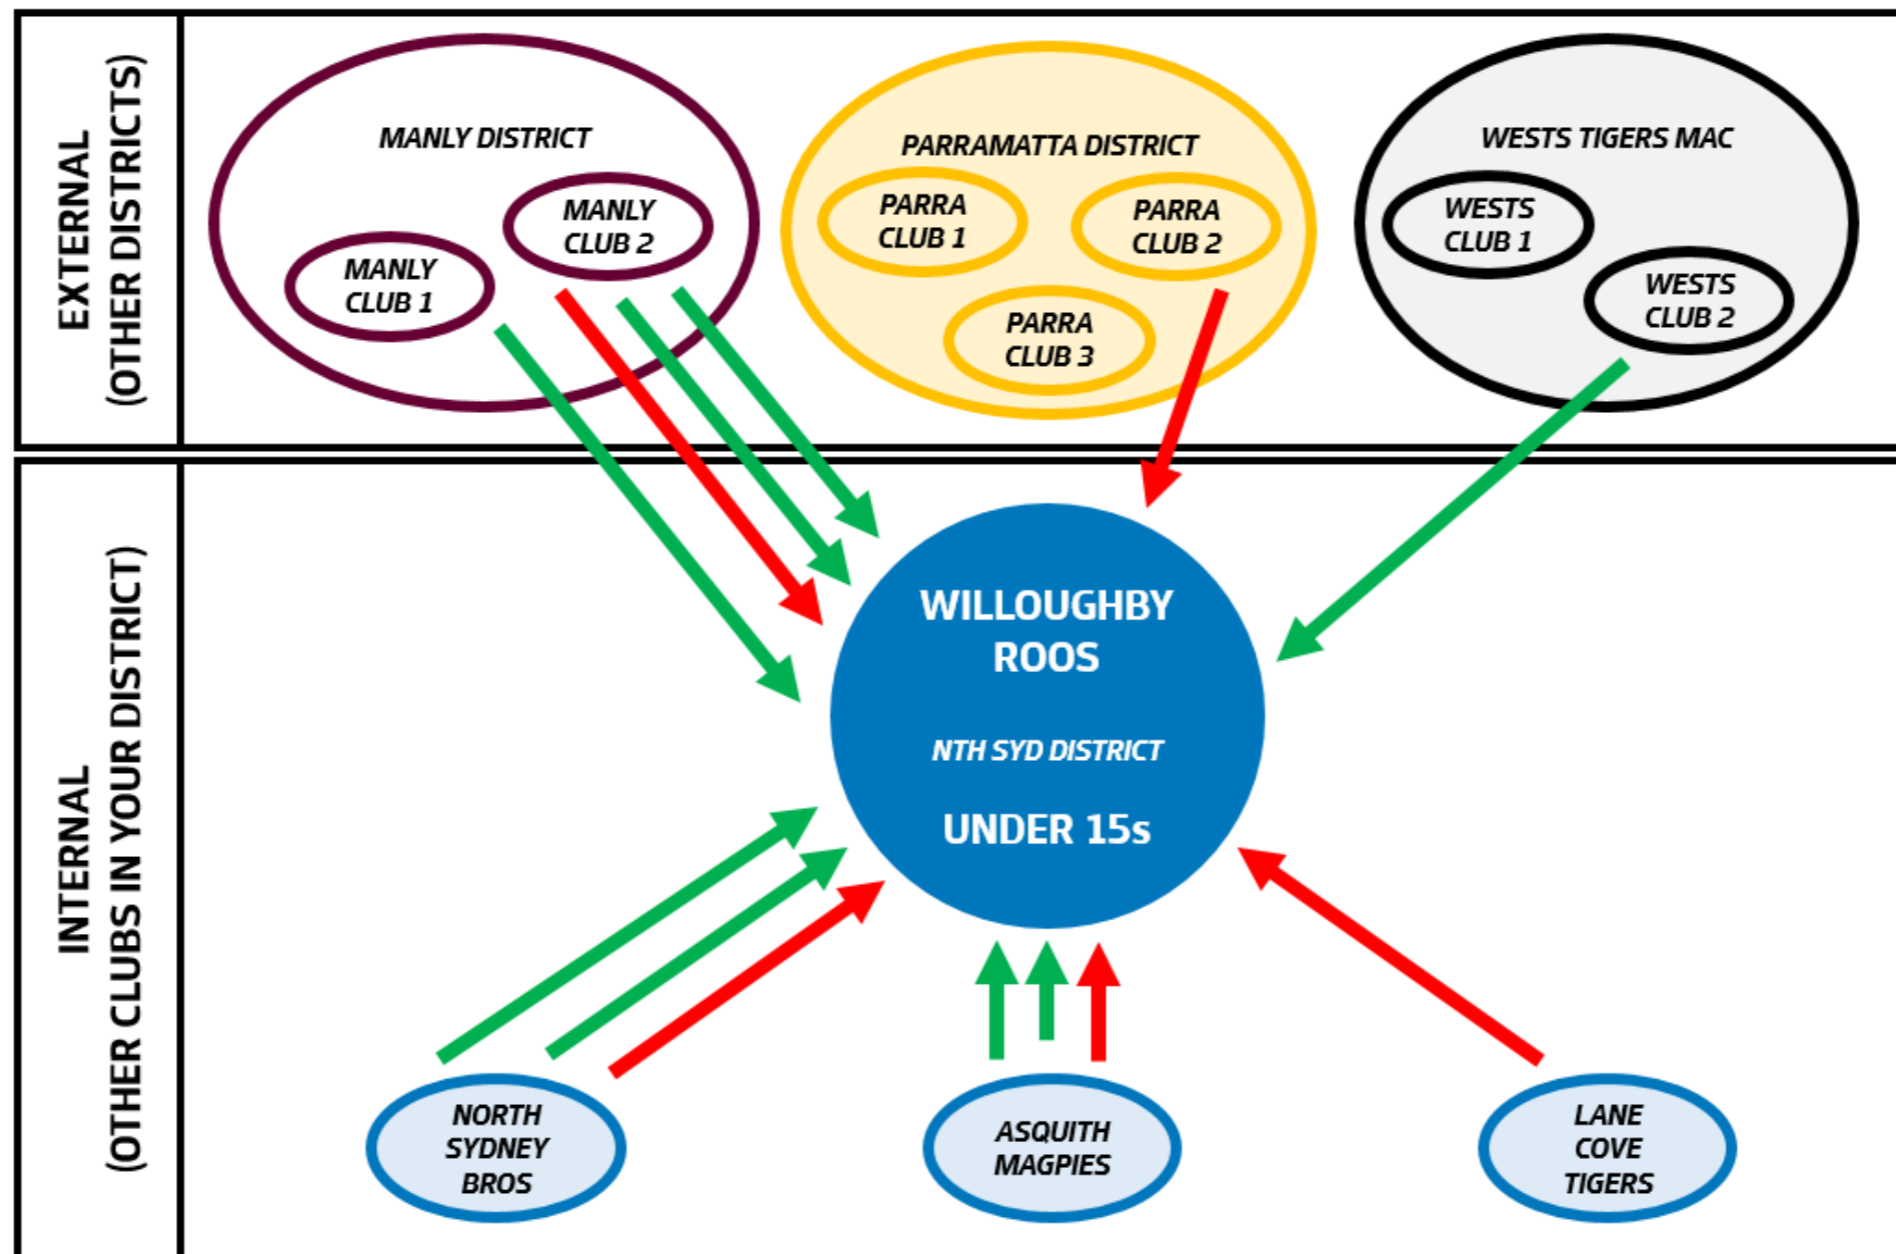 EXTERNAL
(OTHER DISTRICTS)
MANLY DISTRICT
MANLY
CLUB 1
MANLY
CLUB 2
PARRAMATTA DISTRICT
PARRA
CLUB 1
PARRA
CLUB 2
PARRA
CLUB 3
WESTS TIGERS MAC
WESTS
CLUB 1
WESTS
CLUB 2
INTERNAL
(OTHER CLUBS IN YOUR DISTRICT)
WILLOUGHBY
ROOS
NTH SYD DISTRICT
UNDER 15s
NORTH
SYDNEY
BROS
ASQUITH
MAGPIES
LANE
COVE
TIGERS